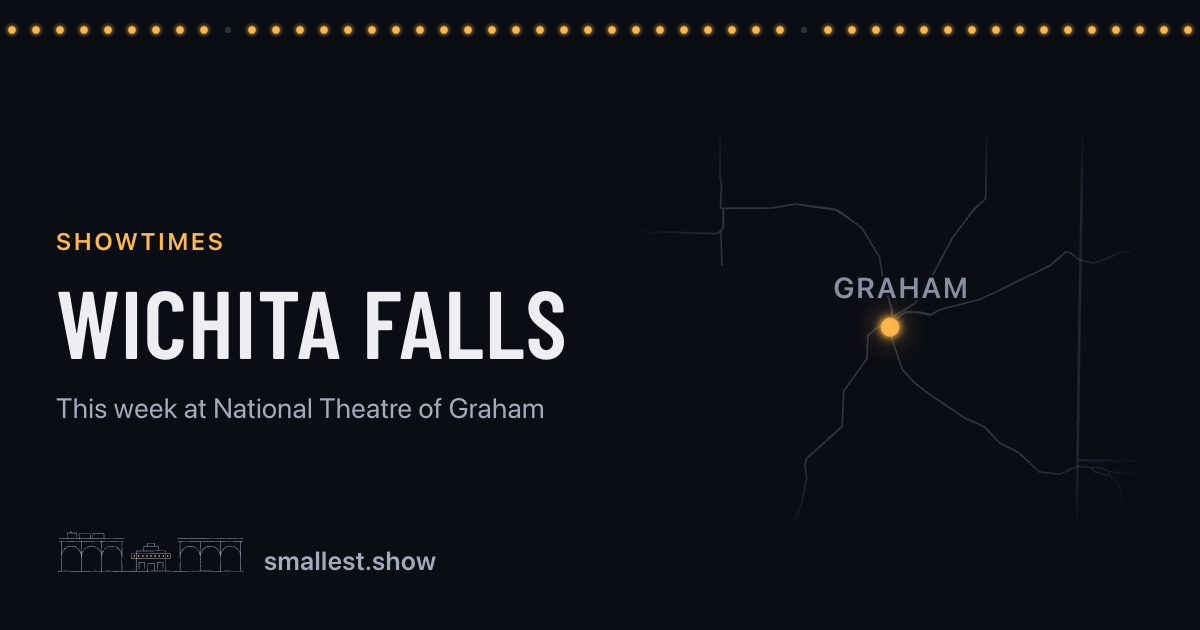 SHOWTIMES
WICHITA FALLS
This week at National Theatre of Graham
GRAHAM
smallest.show